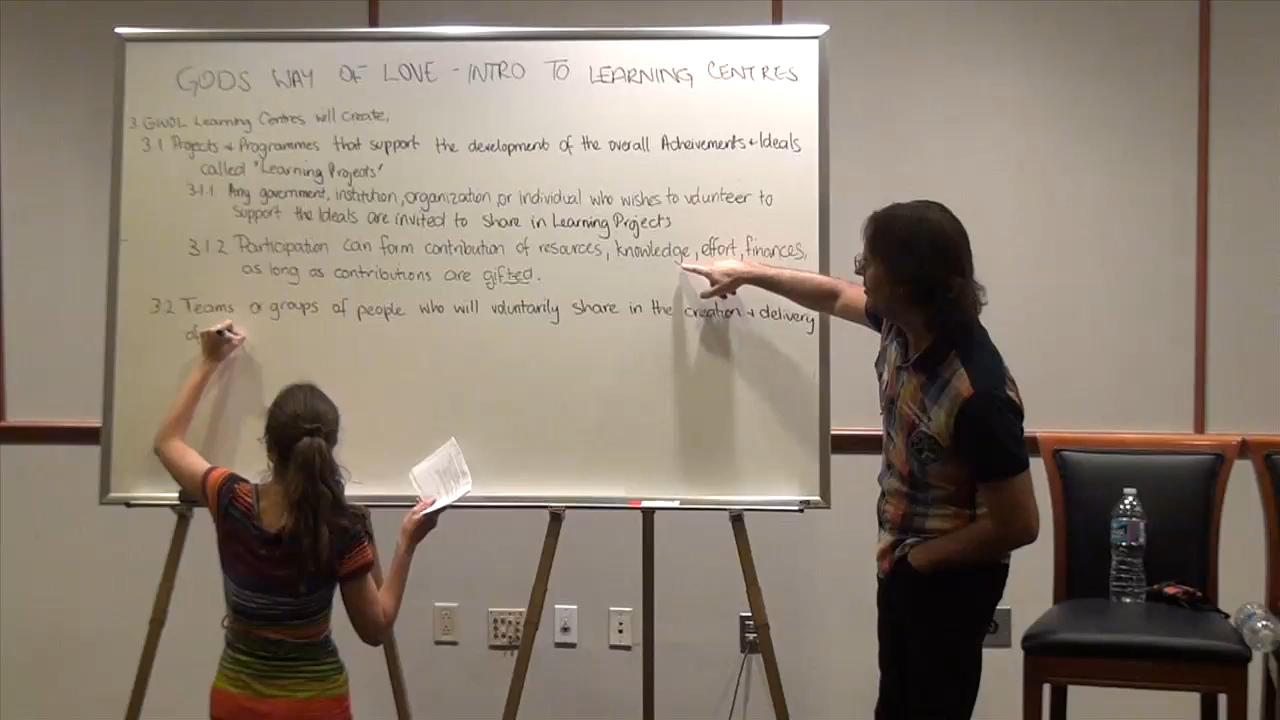 GODS WAY OF LOVE - INTRO TO LEARNING CENTRES
3. GWOL Learning Centres will create,
3.1 Projects + Programmes that support the development of the overall Acheivements + Ideals
called "Learning Projects"
3.1.1 Any government, institution, organization, or individual who wishes to volunteer to
support the Ideals are invited to share in Learning Projects
3.1.2 Participation can form contribution of resources, knowledge, effort, finances,
as long as contributions are gifted.
3.2 Teams or groups of people who will voluntarily share in the creation + delivery
of